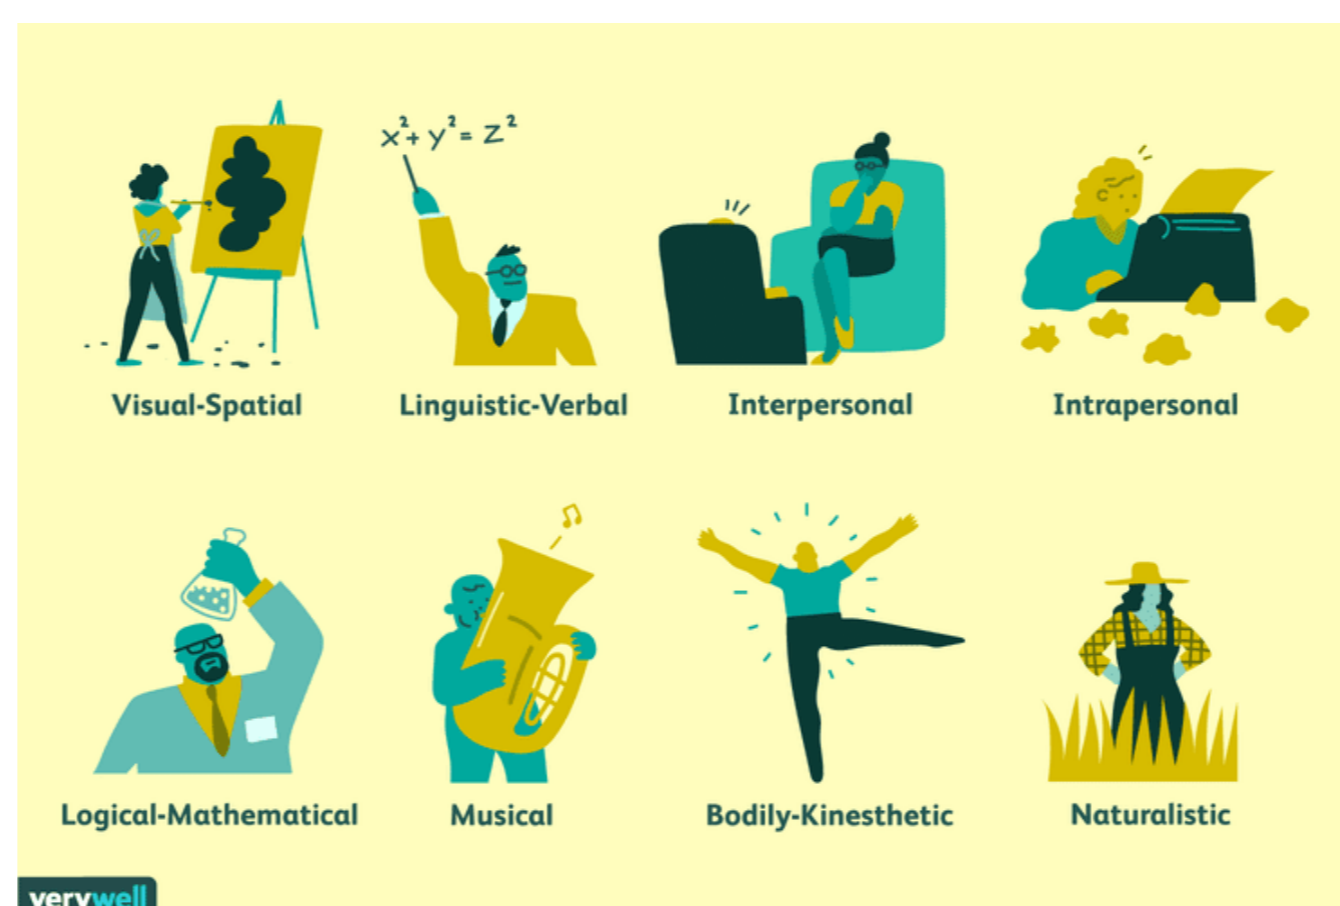 x² + y² = z²
Visual-Spatial
Linguistic-Verbal
Interpersonal
Intrapersonal
Logical-Mathematical
Musical
Bodily-Kinesthetic
Naturalistic
verywell